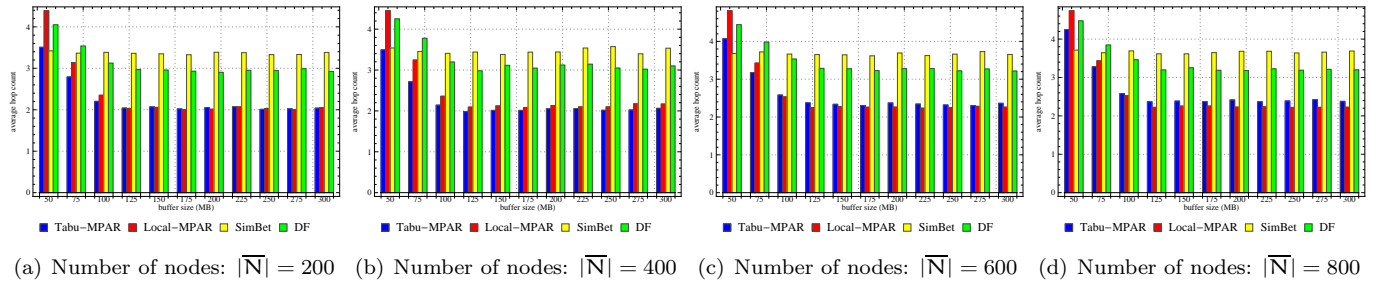 average hop count
4
3
2
1
0
50 75 100 125 150 175 200 225 250 275 300
buffer size (MB)
Tabu−MPAR Local−MPAR SimBet DF
(a) Number of nodes: |N̅| = 200
average hop count
4
3
2
1
0
50 75 100 125 150 175 200 225 250 275 300
buffer size (MB)
Tabu−MPAR Local−MPAR SimBet DF
(b) Number of nodes: |N̅| = 400
average hop count
4
3
2
1
0
50 75 100 125 150 175 200 225 250 275 300
buffer size (MB)
Tabu−MPAR Local−MPAR SimBet DF
(c) Number of nodes: |N̅| = 600
average hop count
4
3
2
1
0
50 75 100 125 150 175 200 225 250 275 300
buffer size (MB)
Tabu−MPAR Local−MPAR SimBet DF
(d) Number of nodes: |N̅| = 800